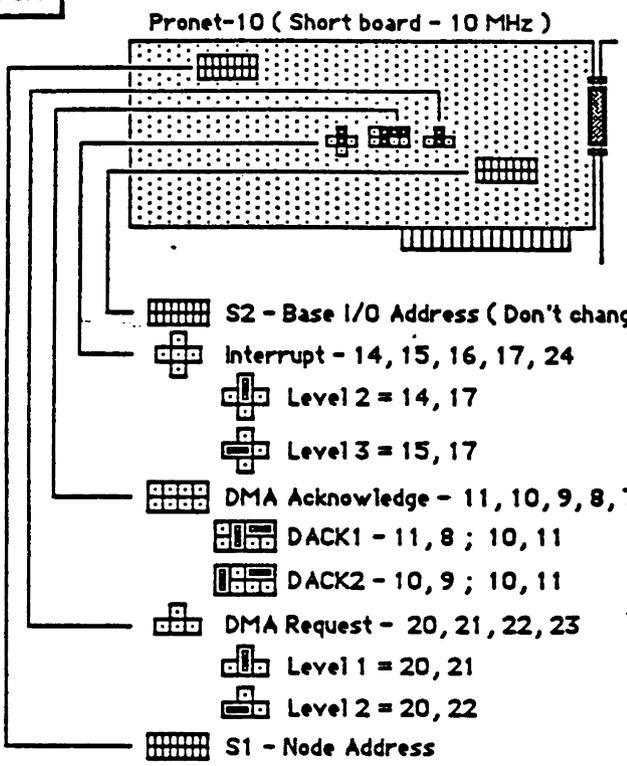 Pronet-10 ( Short board - 10 MHz )
S2 - Base I/O Address ( Don't
Interrupt - 14, 15, 16, 17, 24
Level 2 = 14, 17
Level 3 = 15, 17
DMA Acknowledge - 11, 10, 9, 8,
DACK1 - 11, 8 ; 10, 11
DACK2 - 10, 9 ; 10, 11
DMA Request - 20, 21, 22, 23
Level 1 = 20, 21
Level 2 = 20, 22
S1 - Node Address